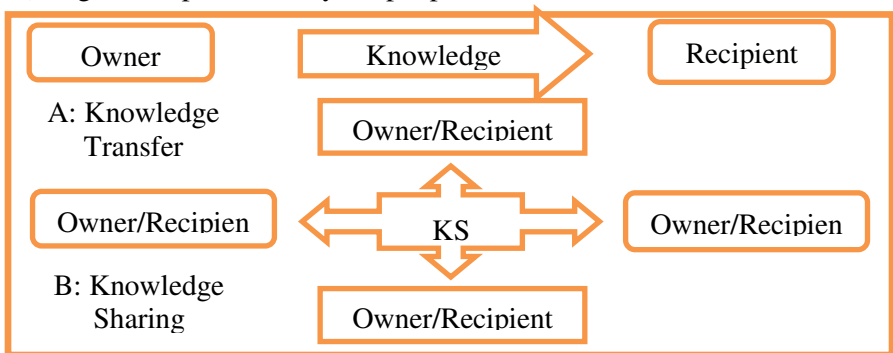 Owner
Knowledge
Recipient
A: Knowledge
Transfer
Owner/Recipient
Owner/Recipien
KS
Owner/Recipien
B: Knowledge
Sharing
Owner/Recipient